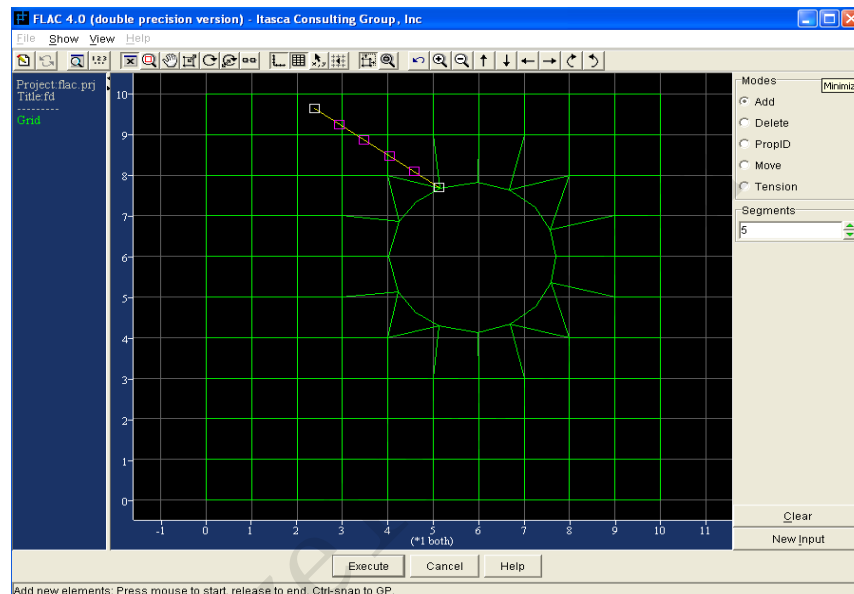 FLAC 4.0 (double precision version) - Itasca Consulting Group, Inc
File Show View Help
1 2 3
Project:flac.prj
Title:fd
---------
Grid
10
9
8
7
6
5
4
3
2
1
0
-1 0 1 2 3 4 5 6 7 8 9 10 11
(*1 both)
Modes
Minimiz
Add
Delete
PropID
Move
Tension
Segments
5
Clear
New Input
Execute Cancel Help
Add new elements: Press mouse to start, release to end, Ctrl-snap to GP.